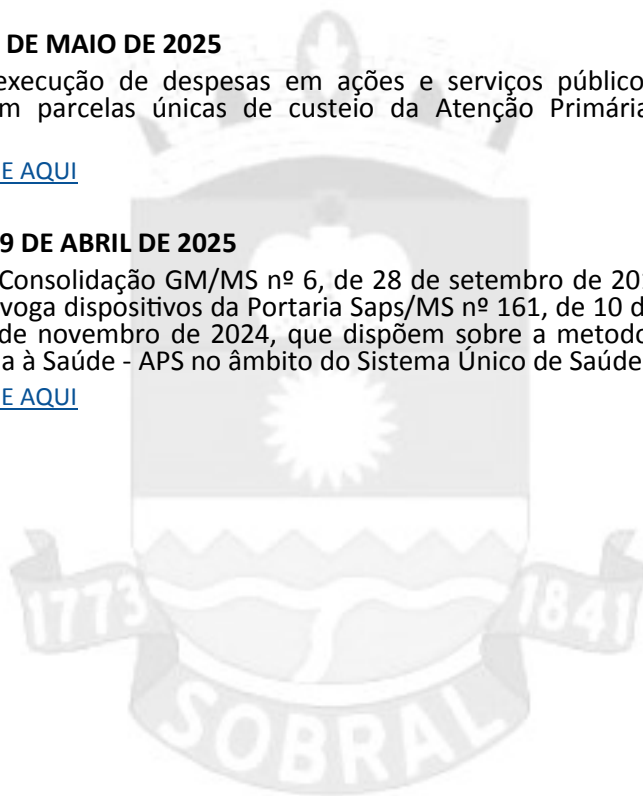 DE MAIO DE 2025
execução de despesas em ações e serviços público
m parcelas únicas de custeio da Atenção Primária
E AQUI
9 DE ABRIL DE 2025
Consolidação GM/MS nº 6, de 28 de setembro de 201
voga dispositivos da Portaria Saps/MS nº 161, de 10 d
de novembro de 2024, que dispõem sobre a metodo
a à Saúde - APS no âmbito do Sistema Único de Saúde
E AQUI
1773
1841
SOBRAL